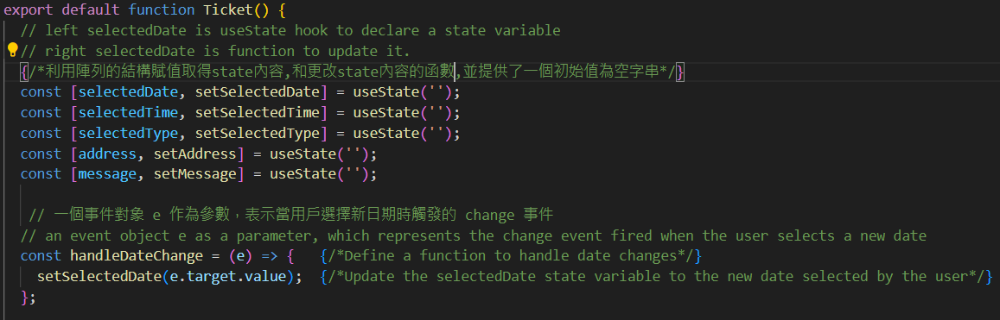 export default function Ticket() {
// left selectedDate is useState hook to declare a state variable
// right selectedDate is function to update it.
{/*利用陣列的結構賦值取得state內容,和更改state內容的函數,並提供了一個初始值為空字串*/}
const [selectedDate, setSelectedDate] = useState('');
const [selectedTime, setSelectedTime] = useState('');
const [selectedType, setSelectedType] = useState('');
const [address, setAddress] = useState('');
const [message, setMessage] = useState('');
// 一個事件對象 e 作為參數，表示當用戶選擇新日期時觸發的 change 事件
// an event object e as a parameter, which represents the change event fired when the user selects a new date
const handleDateChange = (e) => {   {/*Define a function to handle date changes*/}
setSelectedDate(e.target.value);  {/*Update the selectedDate state variable to the new date selected by the user*/}
};